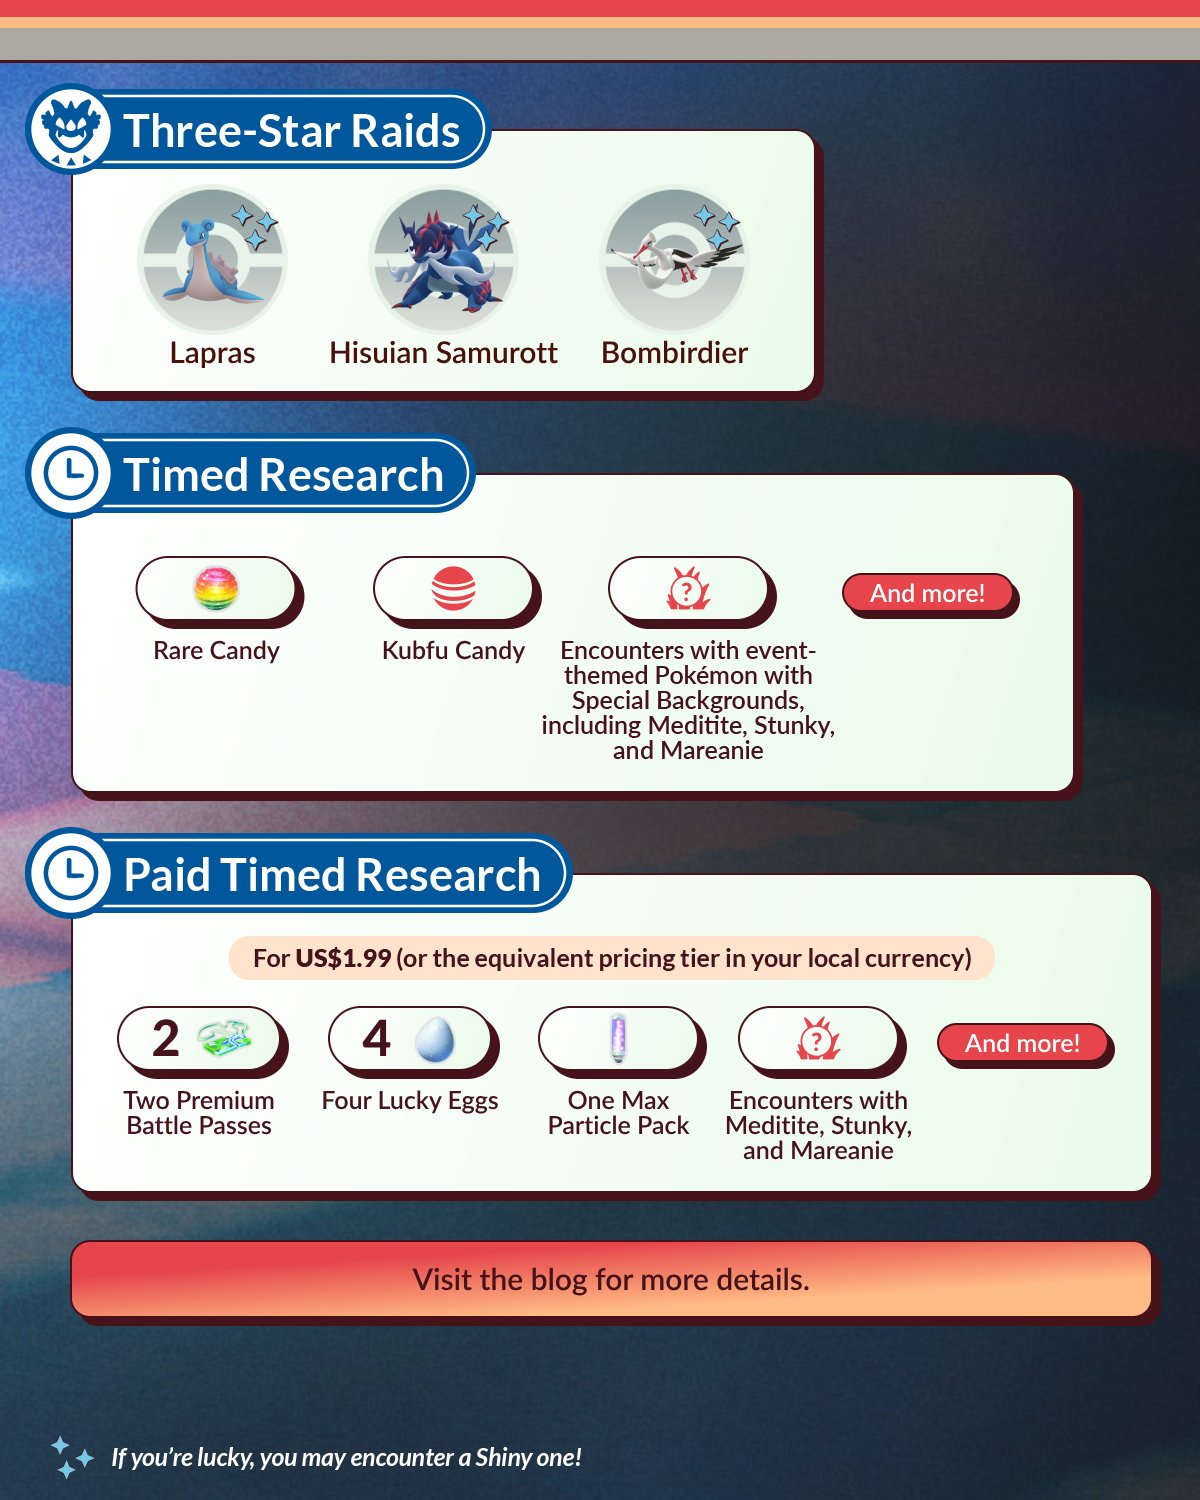 Three-Star Raids
Lapras
Hisuian Samurott
Bombirdier
Timed Research
Rare Candy
Kubfu Candy
?
Encounters with event-
themed Pokémon with
Special Backgrounds,
including Meditite, Stunky,
and Mareanie
And more!
Paid Timed Research
For US$1.99 (or the equivalent pricing tier in your local currency)
2
Two Premium
Battle Passes
4
Four Lucky Eggs
One Max
Particle Pack
?
Encounters with
Meditite, Stunky,
and Mareanie
And more!
Visit the blog for more details.
If you're lucky, you may encounter a Shiny one!